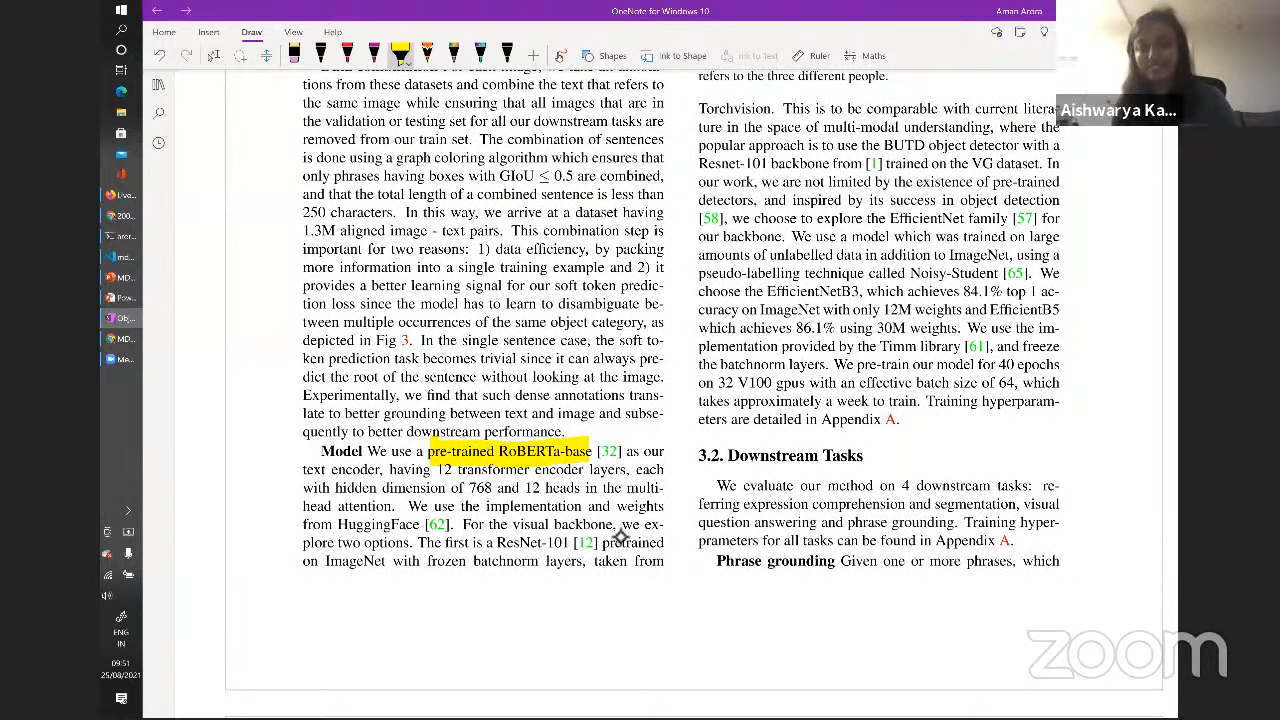 OneNote for Windows 10
Aman Arora
Home
Insert
Draw
View
Help
Shapes
Ink to Shape
Ink to Text
Ruler
Maths
tions from these datasets and combine the text that refers to
the same image while ensuring that all images that are in
the validation or testing set for all our downstream tasks are
removed from our train set. The combination of sentences
is done using a graph coloring algorithm which ensures that
only phrases having boxes with GIoU ≤ 0.5 are combined,
and that the total length of a combined sentence is less than
250 characters. In this way, we arrive at a dataset having
1.3M aligned image - text pairs. This combination step is
important for two reasons: 1) data efficiency, by packing
more information into a single training example and 2) it
provides a better learning signal for our soft token predic-
tion loss since the model has to learn to disambiguate be-
tween multiple occurrences of the same object category, as
depicted in Fig 3. In the single sentence case, the soft to-
ken prediction task becomes trivial since it can always pre-
dict the root of the sentence without looking at the image.
Experimentally, we find that such dense annotations trans-
late to better grounding between text and image and subse-
quently to better downstream performance.
Model We use a pre-trained RoBERTa-base [32] as our
text encoder, having 12 transformer encoder layers, each
with hidden dimension of 768 and 12 heads in the multi-
head attention. We use the implementation and weights
from HuggingFace [62]. For the visual backbone, we ex-
plore two options. The first is a ResNet-101 [12] pretrained
on ImageNet with frozen batchnorm layers, taken from
refers to the three different people.
Torchvision. This is to be comparable with current litera-
ture in the space of multi-modal understanding, where the
popular approach is to use the BUTD object detector with a
Resnet-101 backbone from [1] trained on the VG dataset. In
our work, we are not limited by the existence of pre-trained
detectors, and inspired by its success in object detection
[58], we choose to explore the EfficientNet family [57] for
our backbone. We use a model which was trained on large
amounts of unlabelled data in addition to ImageNet, using a
pseudo-labelling technique called Noisy-Student [65]. We
choose the EfficientNetB3, which achieves 84.1% top 1 ac-
curacy on ImageNet with only 12M weights and EfficientB5
which achieves 86.1% using 30M weights. We use the im-
plementation provided by the Timm library [61], and freeze
the batchnorm layers. We pre-train our model for 40 epochs
on 32 V100 gpus with an effective batch size of 64, which
takes approximately a week to train. Training hyperparam-
eters are detailed in Appendix A.
3.2. Downstream Tasks
We evaluate our method on 4 downstream tasks: re-
ferring expression comprehension and segmentation, visual
question answering and phrase grounding. Training hyper-
prameters for all tasks can be found in Appendix A.
Phrase grounding Given one or more phrases, which
Aishwarya Ka...
Live...
200...
aror...
md...
MD...
Pow...
Obj...
MD...
Me...
ENG
IN
09:51
25/08/2021
zoom